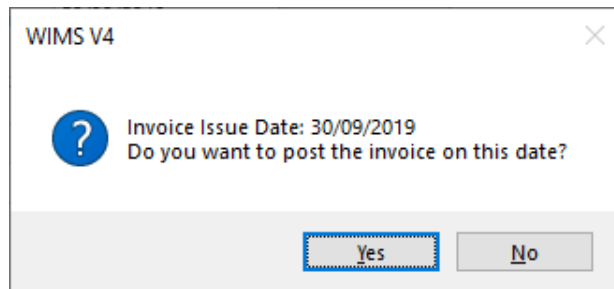 WIMS V4
Invoice Issue Date: 30/09/2019
Do you want to post the invoice on this date?
Yes
No